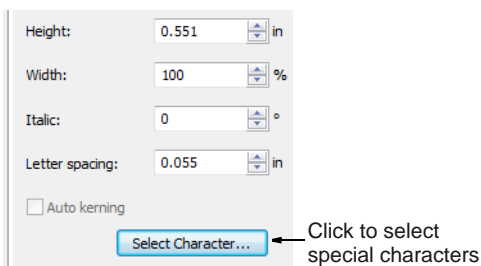 Height: 0.551 in
Width: 100 %
Italic: 0 °
Letter spacing: 0.055 in
Auto kerning
Select Character...
Click to select
special characters